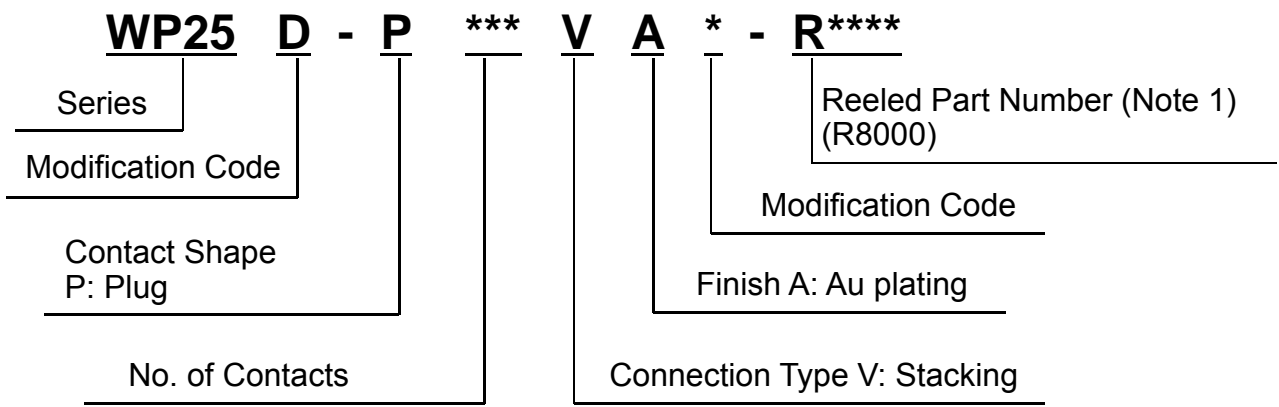 WP25 D - P *** V A * - R****
Series
Reeled Part Number (Note 1)
(R8000)
Modification Code
Modification Code
Contact Shape
P: Plug
Finish A: Au plating
No. of Contacts
Connection Type V: Stacking